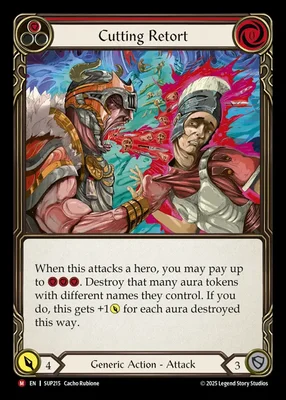 Cutting Retort
When this attacks a hero, you may pay up
to . Destroy that many aura tokens
with different names they control. If you
do, this gets +1 for each aura destroyed
this way.
4 Generic Action - Attack 3
M EN | SUP215 Cacho Rubione © 2025 Legend Story Studios